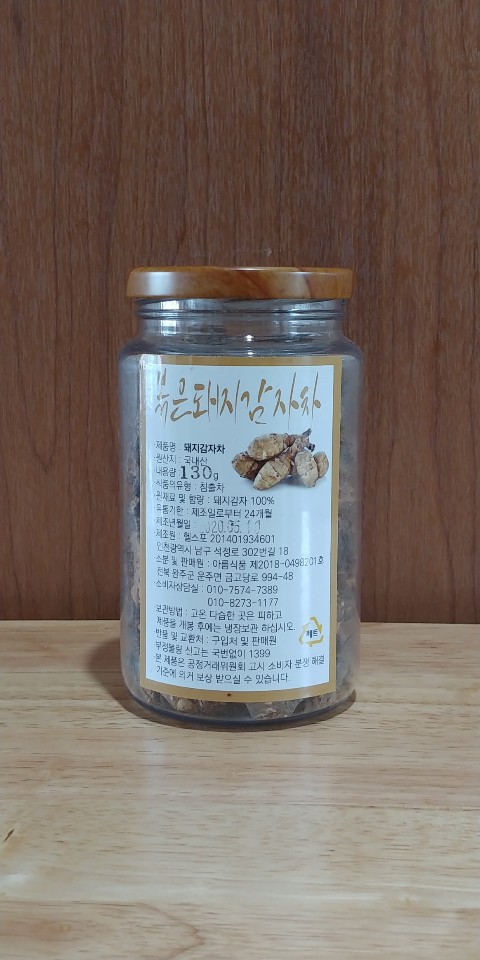 볶은돼지감자차
제품명 : 돼지감자차
원산지 : 국내산
내용량 130g
식품의유형 : 침출차
원재료 및 함량 : 돼지감자 100%
유통기한 : 제조일로부터 24개월
제조년월일 :
제조원 : 헬스포 201401934601
인천광역시 남구 석정로 302번길 18
소분 및 판매원 : 아름식품 제2018-0498201호
전북 완주군 운주면 금고당로 994-48
소비자상담실 : 010-7574-7389
010-8273-1177
보관방법 : 고온 다습한 곳은 피하고
제품을 개봉 후에는 냉장보관 하십시오.
반품 및 교환처 : 구입처 및 판매원
페트
부정불량 신고는 국번없이 1399
본 제품은 공정거래위원회 고시 소비자 분쟁 해결
기준에 의거 보상 받으실 수 있습니다.